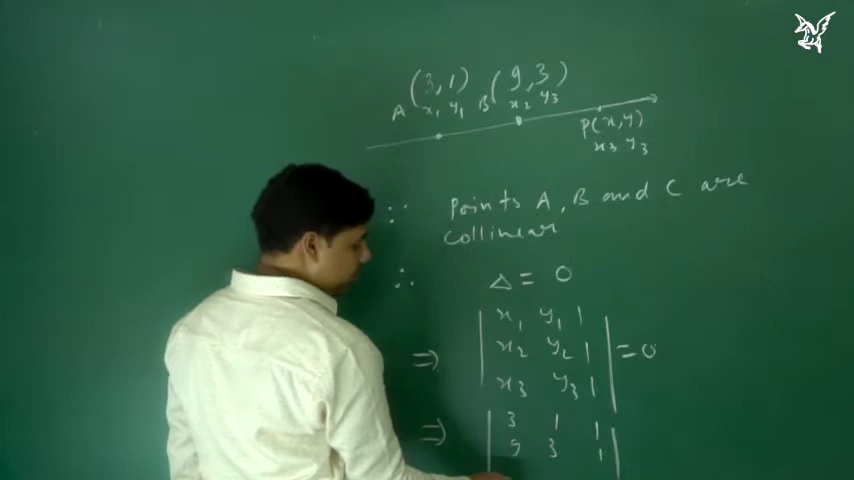 A (3,1) B (9,3)
x₁ y₁ x₂ y₃
P(x,y)
x₃ y₃
∵ Points A, B and C are
collinear
∴ Δ = 0
⇒ | x₁ y₁ 1 |
| x₂ y₂ 1 | = 0
| x₃ y₃ 1 |
⇒ | 3 1 1 |
| 9 3 1 |